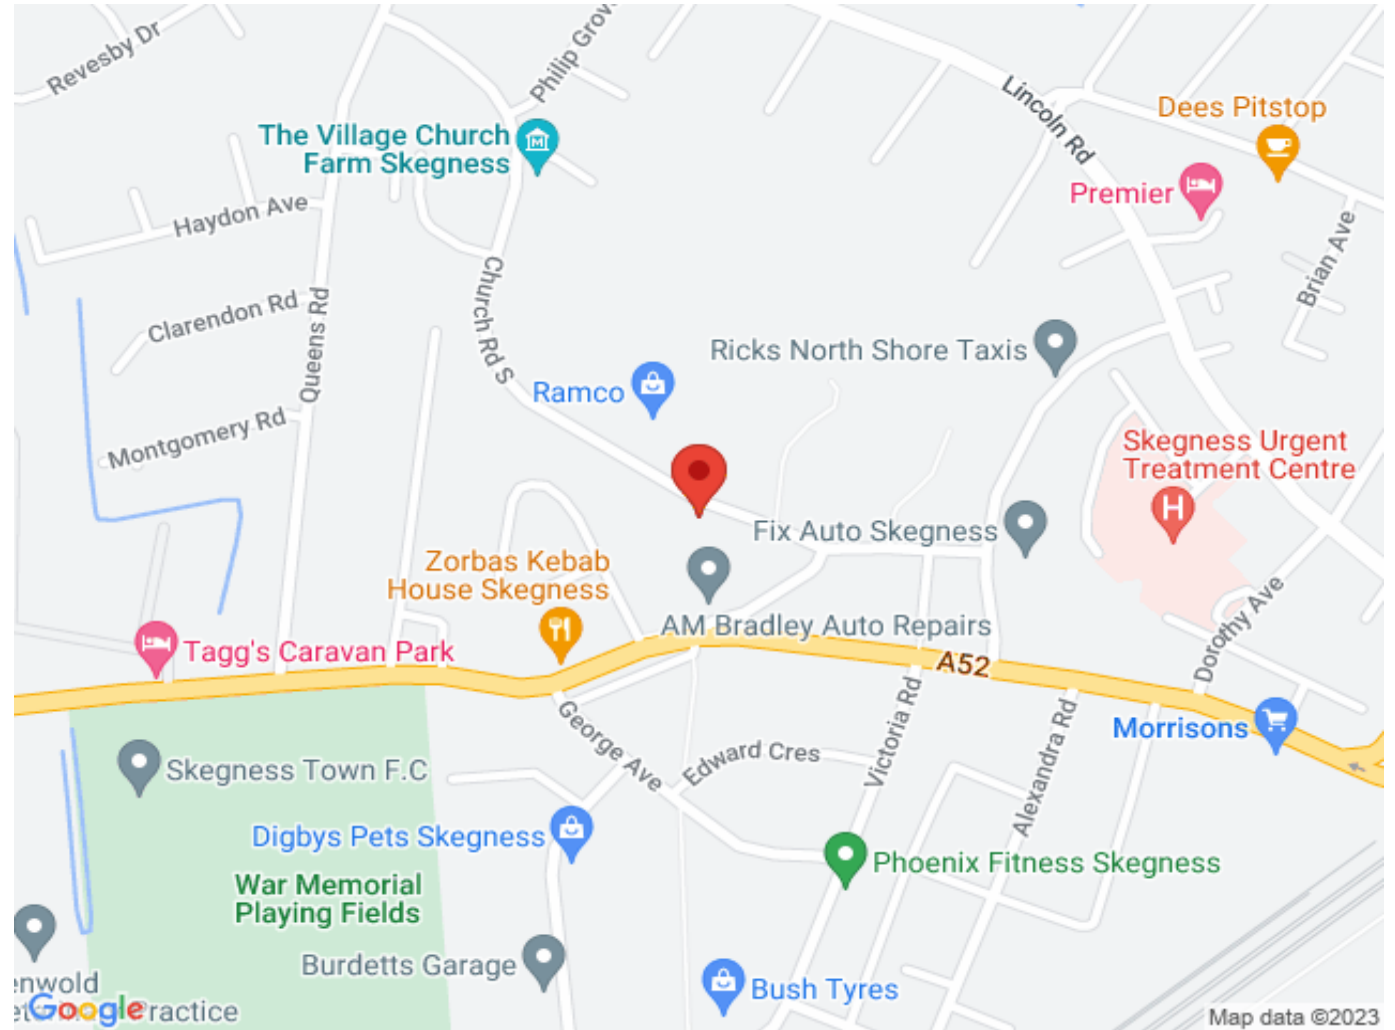 Revesby Dr
Philip Grov
Lincoln Rd
Dees Pitstop
The Village Church
Farm Skegness
Premier
Haydon Ave
Brian Ave
Church Rd S
Clarendon Rd
Queens Rd
Ricks North Shore Taxis
Ramco
Montgomery Rd
Skegness Urgent
Treatment Centre
H
Fix Auto Skegness
Zorbas Kebab
House Skegness
AM Bradley Auto Repairs
Dorothy Ave
Tagg's Caravan Park
A52
George Ave
Victoria Rd
Alexandra Rd
Morrisons
Edward Cres
Skegness Town F.C
Digbys Pets Skegness
Phoenix Fitness Skegness
War Memorial
Playing Fields
Burdetts Garage
enwold
Practice
Google
Bush Tyres
Map data ©2023